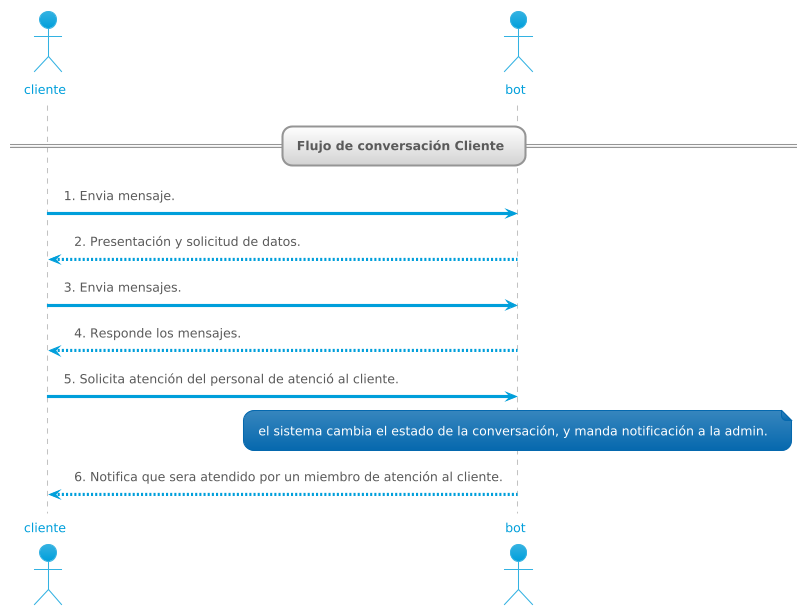 cliente
bot
Flujo de conversación Cliente
1. Envia mensaje.
2. Presentación y solicitud de datos.
3. Envia mensajes.
4. Responde los mensajes.
5. Solicita atención del personal de atenció al cliente.
el sistema cambia el estado de la conversación, y manda notificación a la admin.
6. Notifica que sera atendido por un miembro de atención al cliente.
cliente
bot